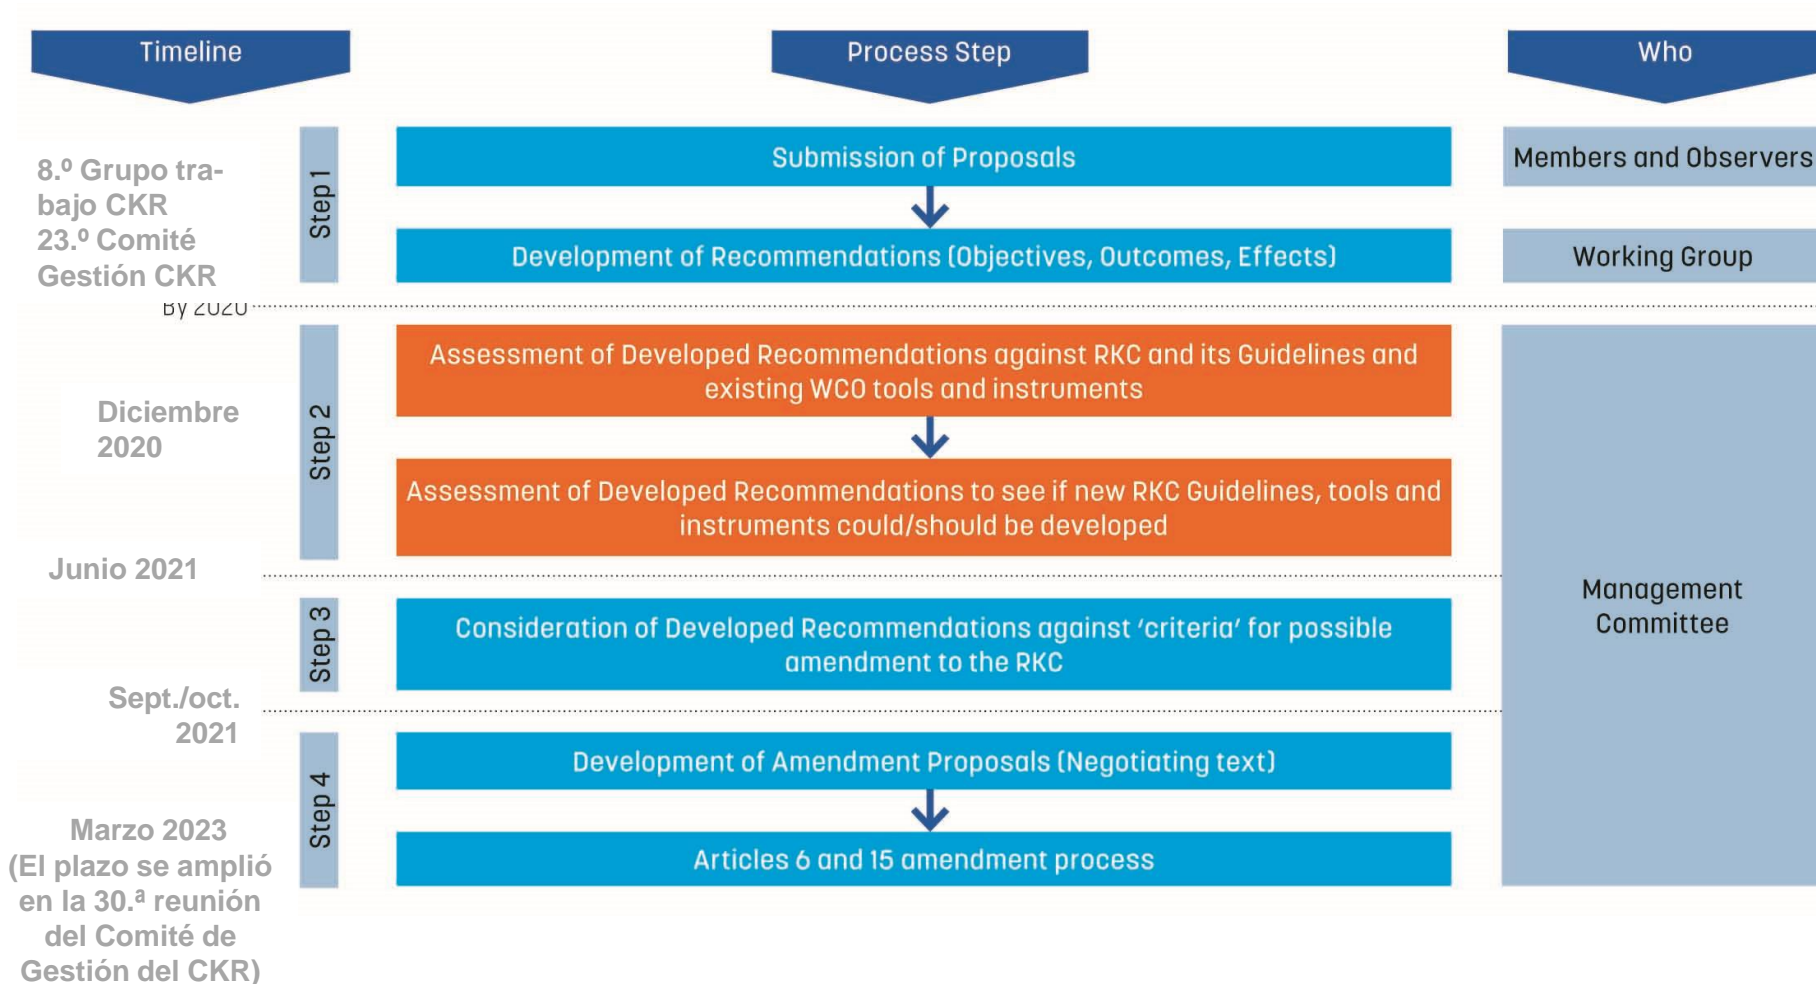 Timeline
Process Step
Who
8.º Grupo tra-
bajo CKR
23.º Comité
Gestión CKR
By 2020
Step 1
Submission of Proposals
Members and Observers
Development of Recommendations (Objectives, Outcomes, Effects)
Working Group
Diciembre
2020
Step 2
Assessment of Developed Recommendations against RKC and its Guidelines and
existing WCO tools and instruments
Assessment of Developed Recommendations to see if new RKC Guidelines, tools and
instruments could/should be developed
Management
Committee
Junio 2021
Step 3
Consideration of Developed Recommendations against ‘criteria’ for possible
amendment to the RKC
Sept./oct.
2021
Step 4
Development of Amendment Proposals (Negotiating text)
Articles 6 and 15 amendment process
Marzo 2023
(El plazo se amplió
en la 30.ª reunión
del Comité de
Gestión del CKR)